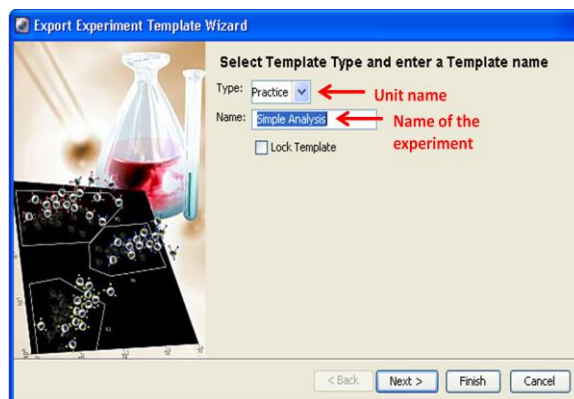 Export Experiment Template Wizard
Select Template Type and enter a Template name
Type: Practice Unit name
Name: Simple Analysis Name of the
experiment
Lock Template
< Back Next > Finish Cancel